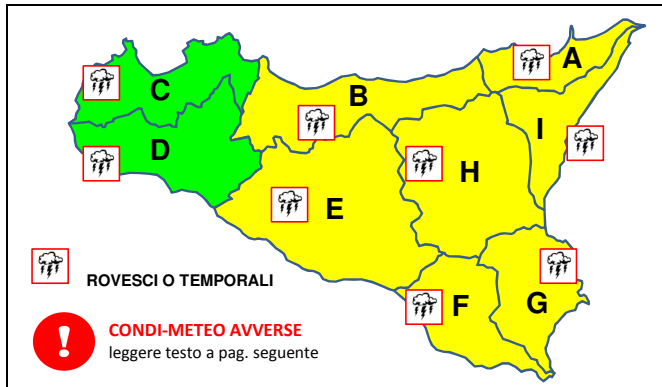 A
C
B
I
D
H
E
F
G
ROVESCI O TEMPORALI
!
CONDI-METEO AVVERSE
leggere testo a pag. seguente